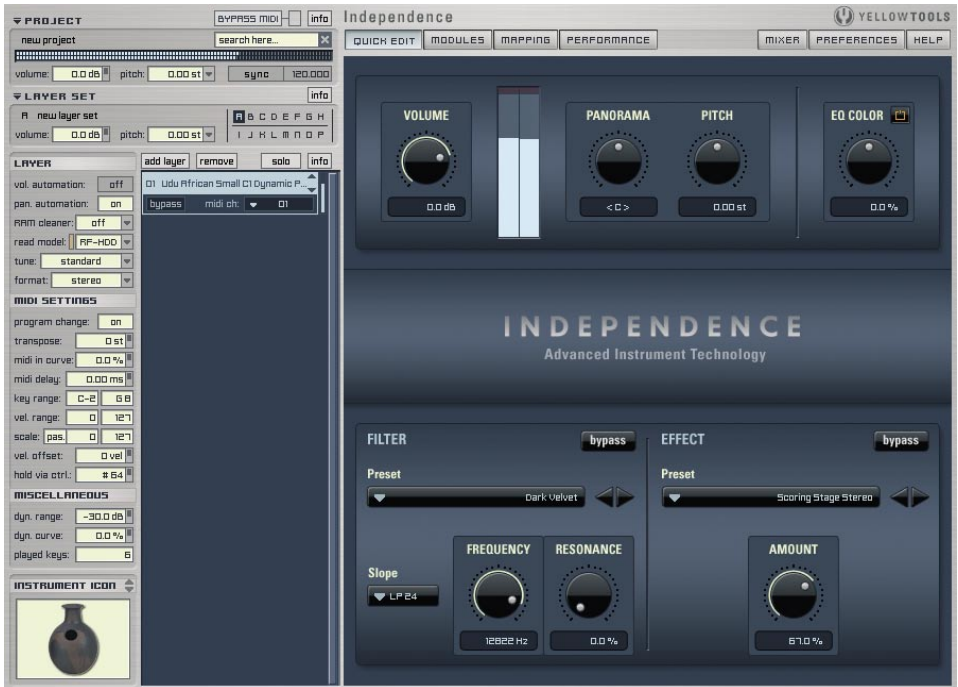 PROJECT
BYPASS MIDI
info
new project
search here...
volume: 0.0 dB pitch: 0.00 st sync 120.000
LAYER SET
info
A new layer set
A B C D E F G H
volume: 0.0 dB pitch: 0.00 st
I J K L M N O P
LAYER
add layer remove solo info
vol. automation: off
pan. automation: on
RAM cleaner: off
read model: AF-HDD
tune: standard
format: stereo
MIDI SETTINGS
program change: on
transpose: 0 st
midi in curve: 0.0 %
midi delay: 0.00 ms
key range: C-2 G8
vel. range: 0 127
scale: pas. 0 127
vel. offset: 0 vel
hold via ctrl.: # 64
MISCELLANEOUS
dyn. range: -30.0 dB
dyn. curve: 0.0 %
played keys: 6
INSTRUMENT ICON
01 Udu African Small C1 Dynamic P...
bypass midi ch: 01
Independence
YELLOWTOOLS
QUICK EDIT MODULES MAPPING PERFORMANCE
MIXER PREFERENCES HELP
VOLUME
0.0 dB
PANORAMA
< C >
PITCH
0.00 st
EQ COLOR
0.0 %
INDEPENDENCE
Advanced Instrument Technology
FILTER
bypass
Preset
Dark Velvet
Slope
LP 24
FREQUENCY
12822 Hz
RESONANCE
0.0 %
EFFECT
bypass
Preset
Scoring Stage Stereo
AMOUNT
67.0 %